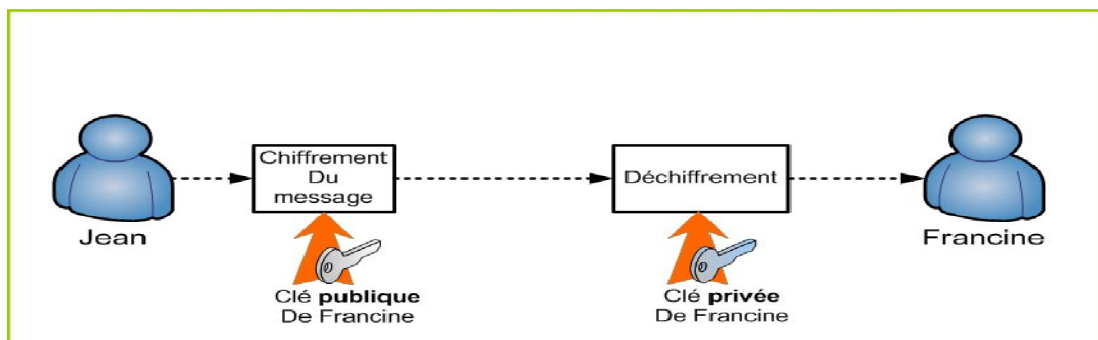 Chiffrement
Du
message
Déchiffrement
Jean
Francine
Clé publique
De Francine
Clé privée
De Francine